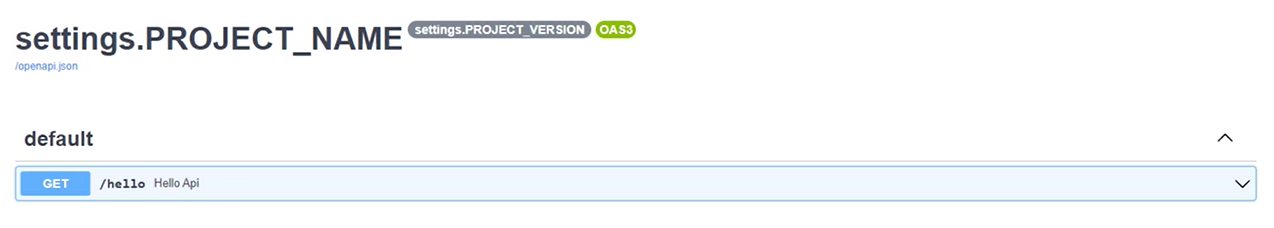 settings.PROJECT_NAME settings.PROJECT_VERSION OAS3
/openapi.json
default
GET /hello Hello Api